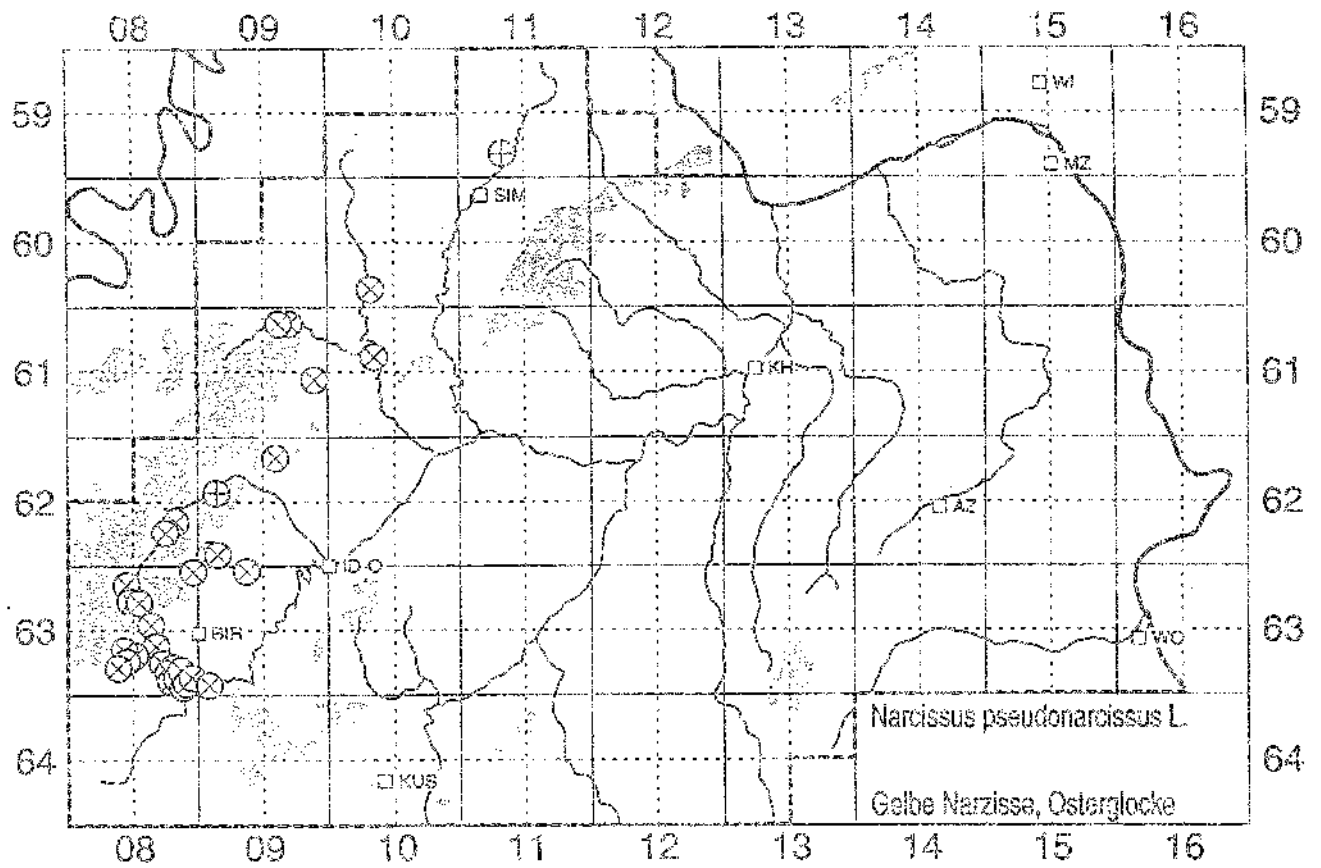 08 09 10 11 12 13 14 15 16
WI
59 59
MZ
SIM
60 60
61 KH 61
62 AZ 62
ID-O
BIR
63 WO 63
Narcissus pseudonarcissus L.
64 KUS 64
Gelbe Narzisse, Osterglocke
08 09 10 11 12 13 14 15 16